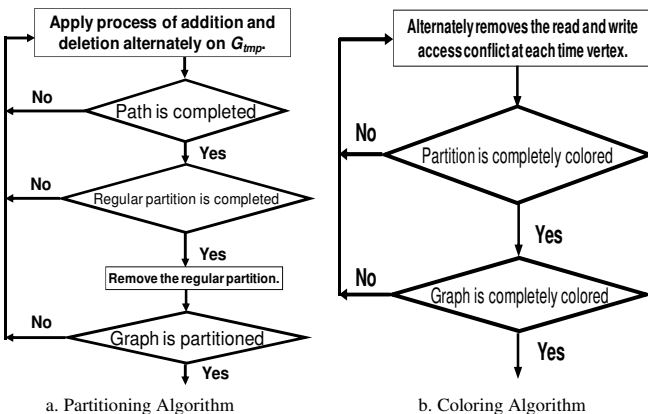 Apply process of addition and
deletion alternately on G_tmp.
No
Path is completed
Yes
No
Regular partition is completed
Yes
Remove the regular partition.
No
Graph is partitioned
Yes
a. Partitioning Algorithm
Alternately removes the read and write
access conflict at each time vertex.
No
Partition is completely colored
Yes
No
Graph is completely colored
Yes
b. Coloring Algorithm